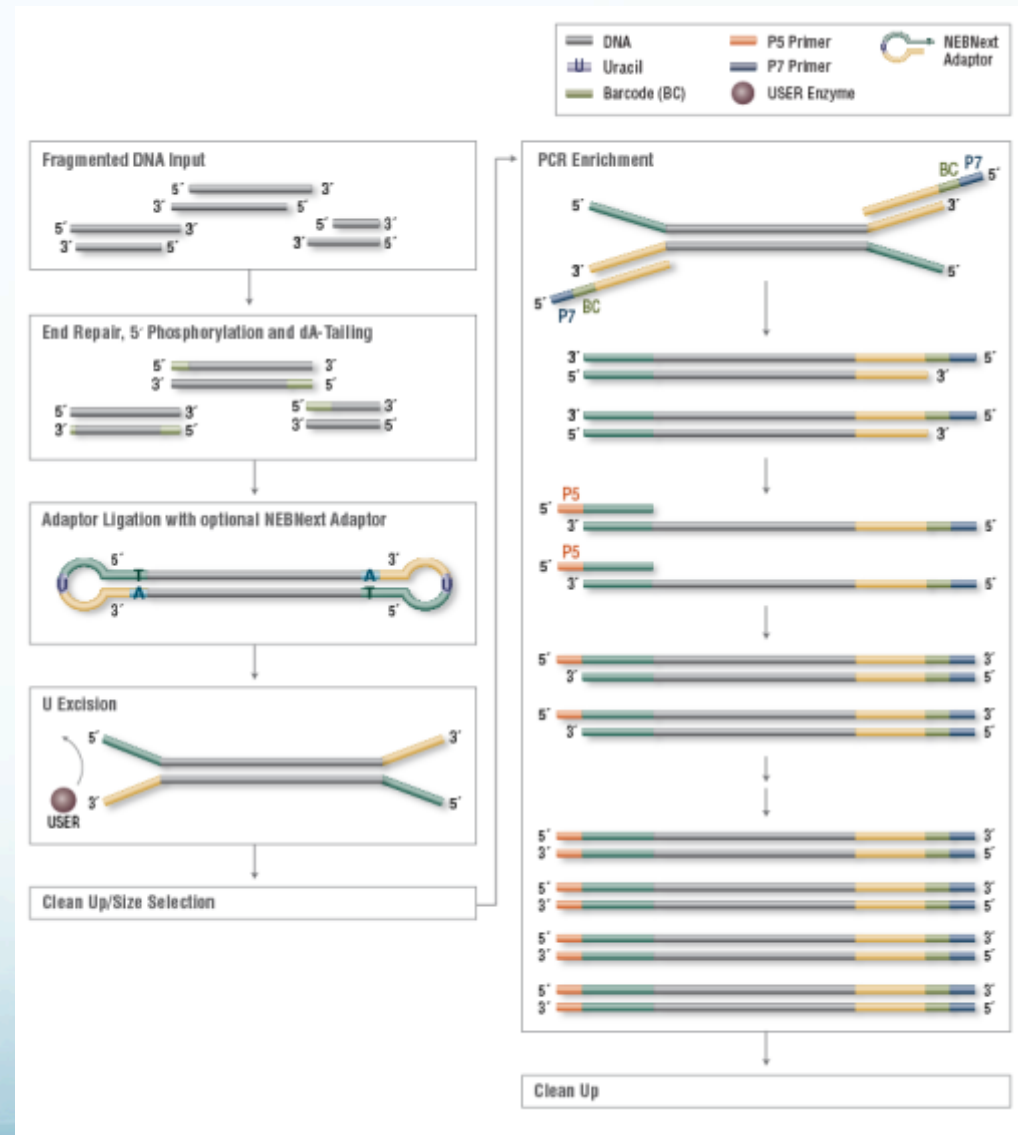 DNA
Uracil
Barcode (BC)
P5 Primer
P7 Primer
USER Enzyme
NEBNext
Adaptor
U
Fragmented DNA Input
5´ 3´
3´ 5´
5´ 3´
3´ 5´
5´ 3´
3´ 5´
End Repair, 5´ Phosphorylation and dA-Tailing
5´ 3´
3´ 5´
5´ 3´
3´ 5´
5´ 3´
3´ 5´
Adaptor Ligation with optional NEBNext Adaptor
5´ 3´
T A
U U
A T
3´ 5´
U Excision
5´ 3´
3´ 5´
USER
Clean Up/Size Selection
PCR Enrichment
BC P7
5´
5´ 3´
3´ 5´
5´
P7 BC
3´ 5´
5´ 3´
3´ 5´
5´ 3´
P5
5´
3´ 5´
P5
5´
3´ 5´
5´ 3´
3´ 5´
5´ 3´
3´ 5´
5´ 3´
3´ 5´
5´ 3´
3´ 5´
5´ 3´
3´ 5´
5´ 3´
3´ 5´
Clean Up